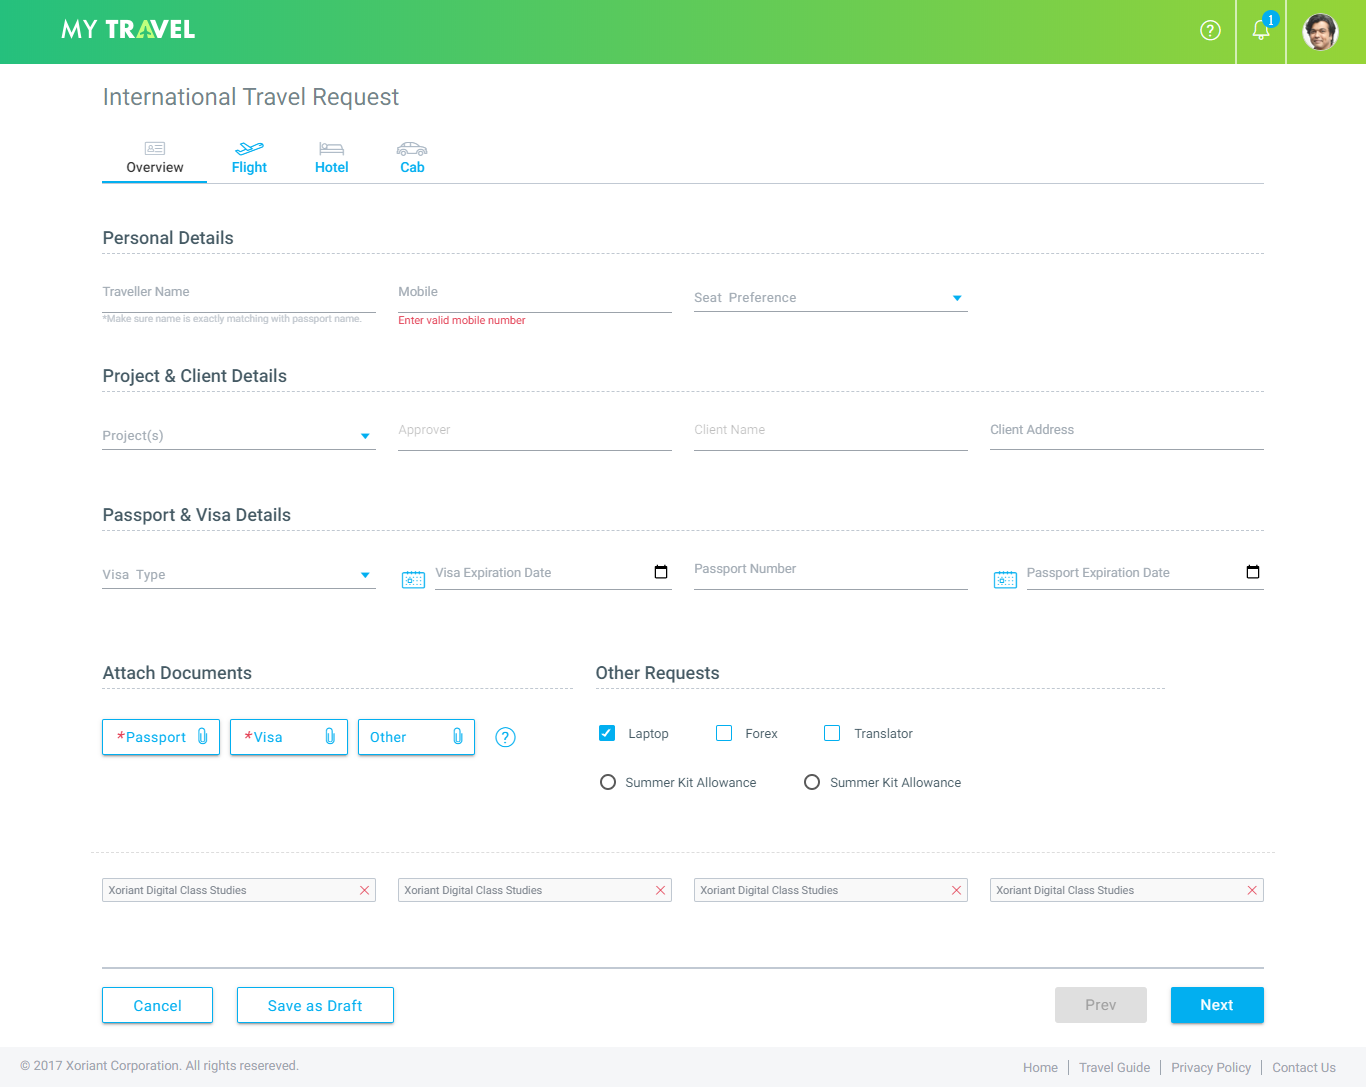 MY TRAVEL
?
1
International Travel Request
Overview
Flight
Hotel
Cab
Personal Details
Traveller Name
Mobile
Seat Preference
*Make sure name is exactly matching with passport name.
Enter valid mobile number
Project & Client Details
Project(s)
Approver
Client Name
Client Address
Passport & Visa Details
Visa Type
Visa Expiration Date
Passport Number
Passport Expiration Date
Attach Documents
*Passport
*Visa
Other
?
Other Requests
Laptop
Forex
Translator
Summer Kit Allowance
Summer Kit Allowance
Xoriant Digital Class Studies
Xoriant Digital Class Studies
Xoriant Digital Class Studies
Xoriant Digital Class Studies
Cancel
Save as Draft
Prev
Next
© 2017 Xoriant Corporation. All rights resereved.
Home
Travel Guide
Privacy Policy
Contact Us